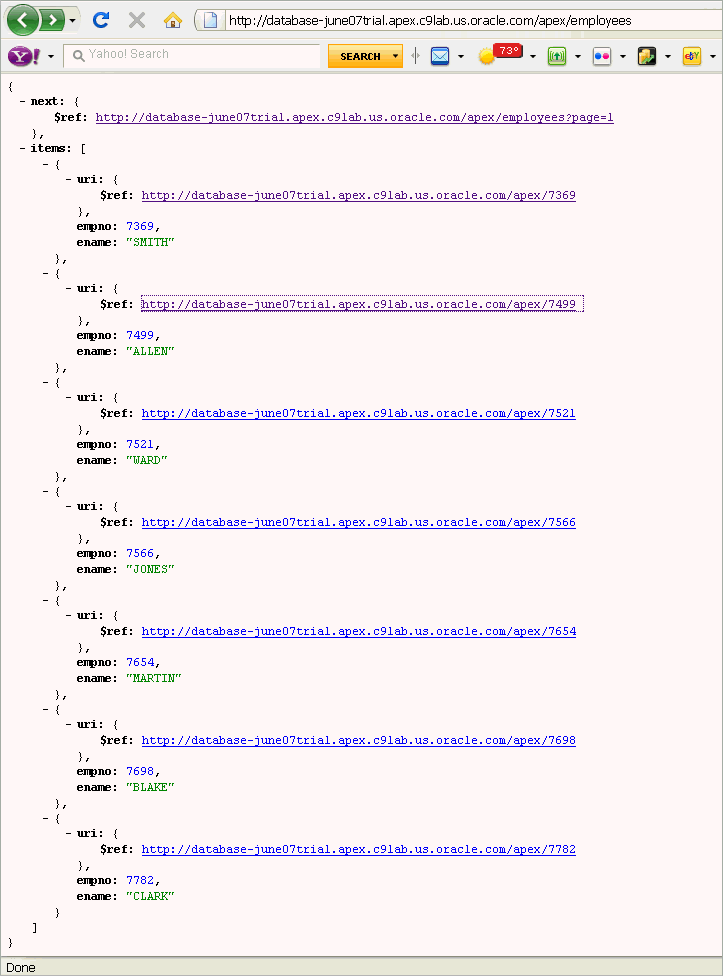 http://database-june07trial.apex.c9lab.us.oracle.com/apex/employees
Y! Yahoo! Search SEARCH 73° eBY
{
- next: {
$ref: http://database-june07trial.apex.c9lab.us.oracle.com/apex/employees?page=1
},
- items: [
- {
- uri: {
$ref: http://database-june07trial.apex.c9lab.us.oracle.com/apex/7369
},
empno: 7369,
ename: "SMITH"
},
- {
- uri: {
$ref: http://database-june07trial.apex.c9lab.us.oracle.com/apex/7499
},
empno: 7499,
ename: "ALLEN"
},
- {
- uri: {
$ref: http://database-june07trial.apex.c9lab.us.oracle.com/apex/7521
},
empno: 7521,
ename: "WARD"
},
- {
- uri: {
$ref: http://database-june07trial.apex.c9lab.us.oracle.com/apex/7566
},
empno: 7566,
ename: "JONES"
},
- {
- uri: {
$ref: http://database-june07trial.apex.c9lab.us.oracle.com/apex/7654
},
empno: 7654,
ename: "MARTIN"
},
- {
- uri: {
$ref: http://database-june07trial.apex.c9lab.us.oracle.com/apex/7698
},
empno: 7698,
ename: "BLAKE"
},
- {
- uri: {
$ref: http://database-june07trial.apex.c9lab.us.oracle.com/apex/7782
},
empno: 7782,
ename: "CLARK"
}
]
}
Done